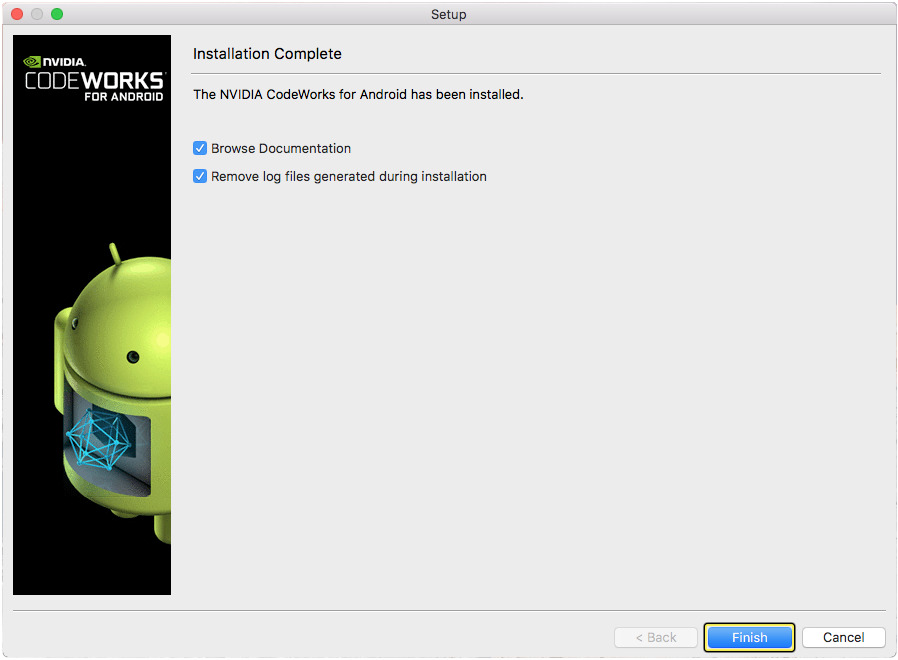 Setup
NVIDIA.
CODEWORKS
FOR ANDROID
Installation Complete
The NVIDIA CodeWorks for Android has been installed.
Browse Documentation
Remove log files generated during installation
< Back
Finish
Cancel